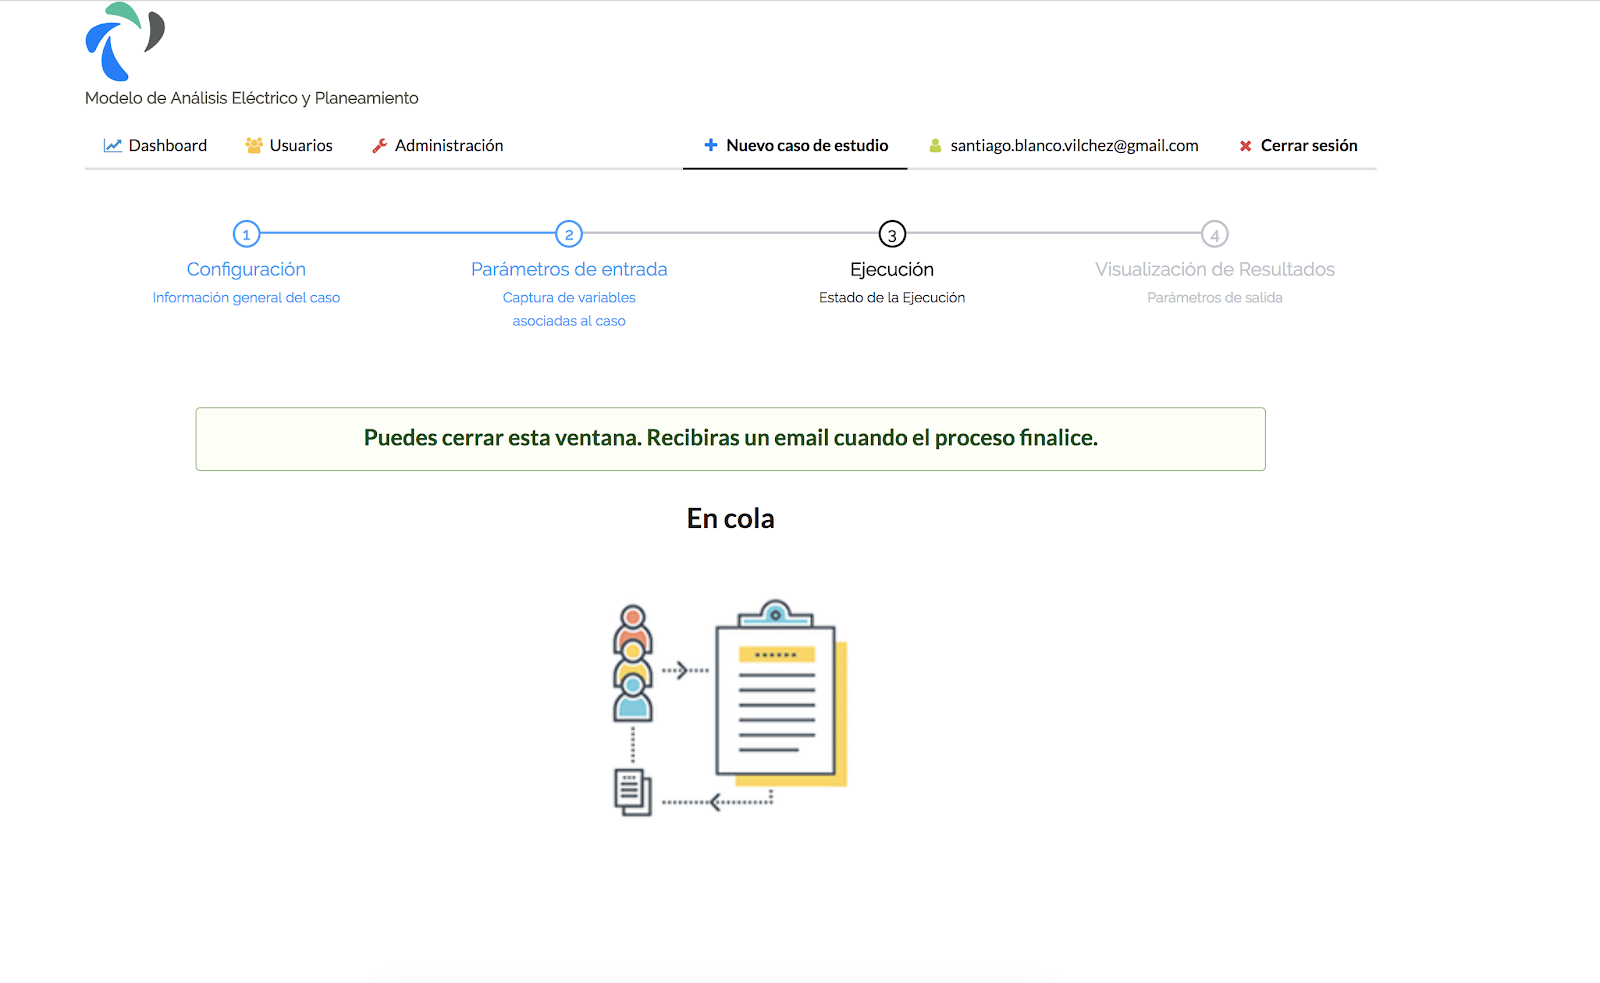 Modelo de Análisis Eléctrico y Planeamiento
Dashboard Usuarios Administración Nuevo caso de estudio santiago.blanco.vilchez@gmail.com Cerrar sesión
1 2 3 4
Configuración Parámetros de entrada Ejecución Visualización de Resultados
Información general del caso Captura de variables Estado de la Ejecución Parámetros de salida
asociadas al caso
Puedes cerrar esta ventana. Recibiras un email cuando el proceso finalice.
En cola